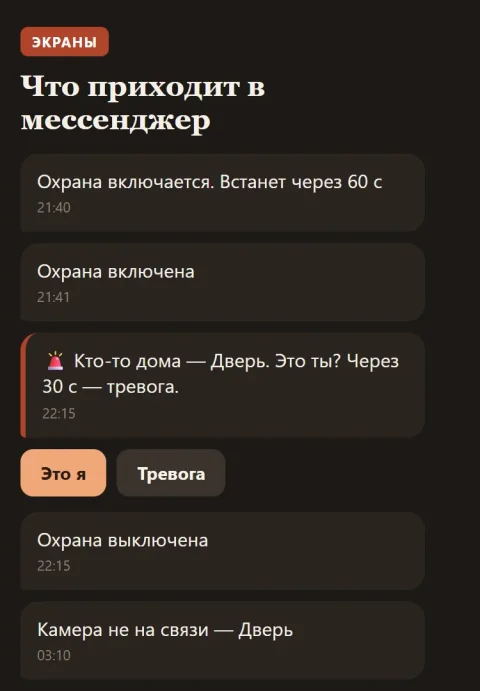 ЭКРАНЫ
Что приходит в
мессенджер
Охрана включается. Встанет через 60 с
21:40
Охрана включена
21:41
🚨 Кто-то дома — Дверь. Это ты? Через
30 с — тревога.
22:15
Это я
Тревога
Охрана выключена
22:15
Камера не на связи — Дверь
03:10